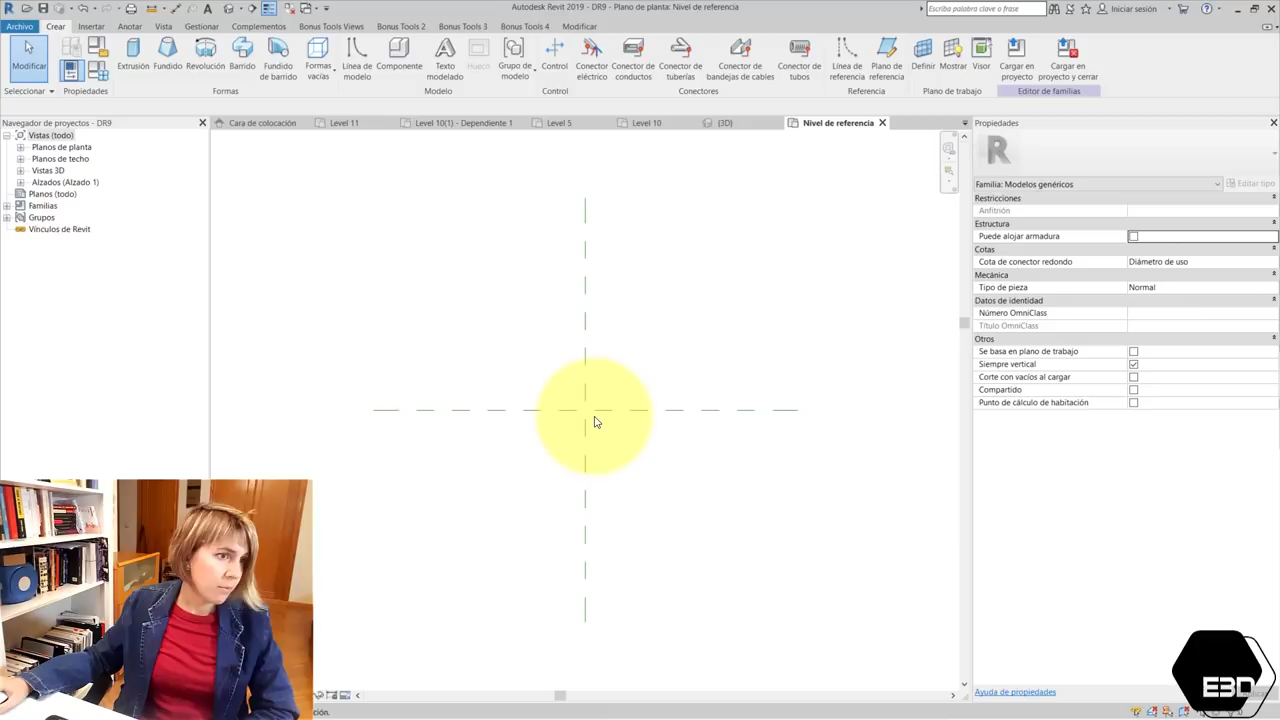 Autodesk Revit 2019 - DR9 - Plano de planta: Nivel de referencia
Escriba palabra clave o frase
Iniciar sesión
Archivo Crear Insertar Anotar Vista Gestionar Complementos Bonus Tools Views Bonus Tools 2 Bonus Tools 3 Bonus Tools 4 Modificar
Modificar
Extrusión
Fundido
Revolución
Barrido
Fundido de barrido
Formas vacías
Línea de modelo
Componente
Texto modelado
Hueco
Grupo de modelo
Control
Conector eléctrico
Conector de conductos
Conector de tuberías
Conector de bandejas de cables
Conector de tubos
Línea de referencia
Plano de referencia
Definir
Mostrar
Visor
Cargar en proyecto
Cargar en proyecto y cerrar
Seleccionar Propiedades Formas Modelo Control Conectores Referencia Plano de trabajo Editor de familias
Navegador de proyectos - DR9
Vistas (todo)
Planos de planta
Planos de techo
Vistas 3D
Alzados (Alzado 1)
Planos (todo)
Familias
Grupos
Vínculos de Revit
Cara de colocación Level 11 Level 10(1) - Dependiente 1 Level 5 Level 10 {3D} Nivel de referencia
Propiedades
R
Familia: Modelos genéricos Editar tipo
Restricciones
Anfitrión
Estructura
Puede alojar armadura
Cotas
Cota de conector redondo Diámetro de uso
Mecánica
Tipo de pieza Normal
Datos de identidad
Número OmniClass
Título OmniClass
Otros
Se basa en plano de trabajo
Siempre vertical
Corte con vacíos al cargar
Compartido
Punto de cálculo de habitación
Ayuda de propiedades
E3D